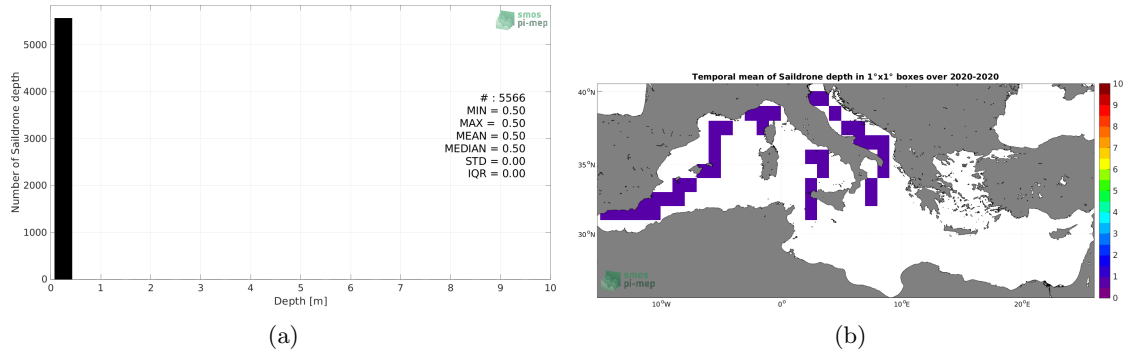 smos
pi-mep
Number of Saildrone depth
5000
4000
3000
2000
1000
0
# : 5566
MIN = 0.50
MAX = 0.50
MEAN = 0.50
MEDIAN = 0.50
STD = 0.00
IQR = 0.00
0 1 2 3 4 5 6 7 8 9 10
Depth [m]
(a)
Temporal mean of Saildrone depth in 1°x1° boxes over 2020-2020
40°N
35°N
30°N
10°W 0° 10°E 20°E
smos
pi-mep
10
9
8
7
6
5
4
3
2
1
0
(b)